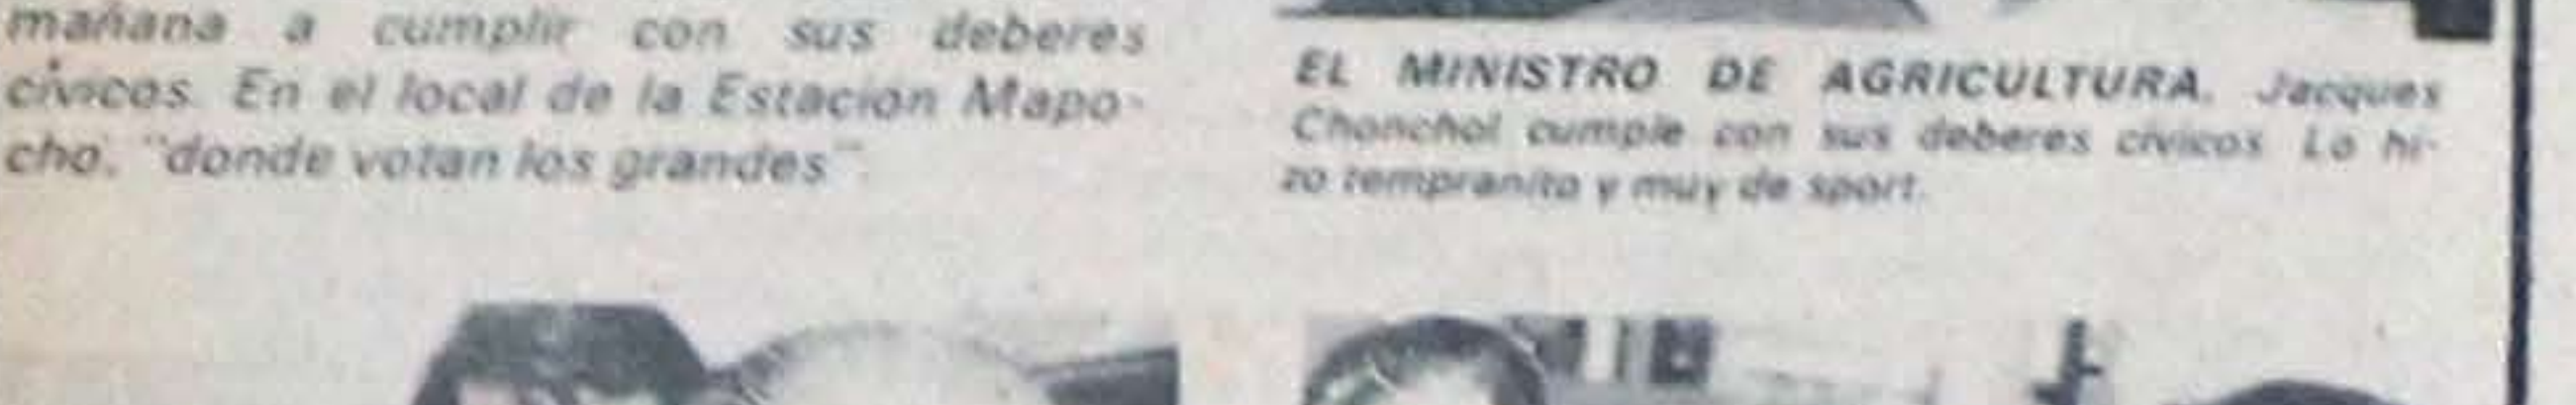 mañana a cumplir con sus deberes
cívicos. En el local de la Estación Mapo-
cho, "donde votan los grandes".
EL MINISTRO DE AGRICULTURA, Jacques
Chonchol cumple con sus deberes cívicos. Lo hi-
zo tempranito y muy de sport.